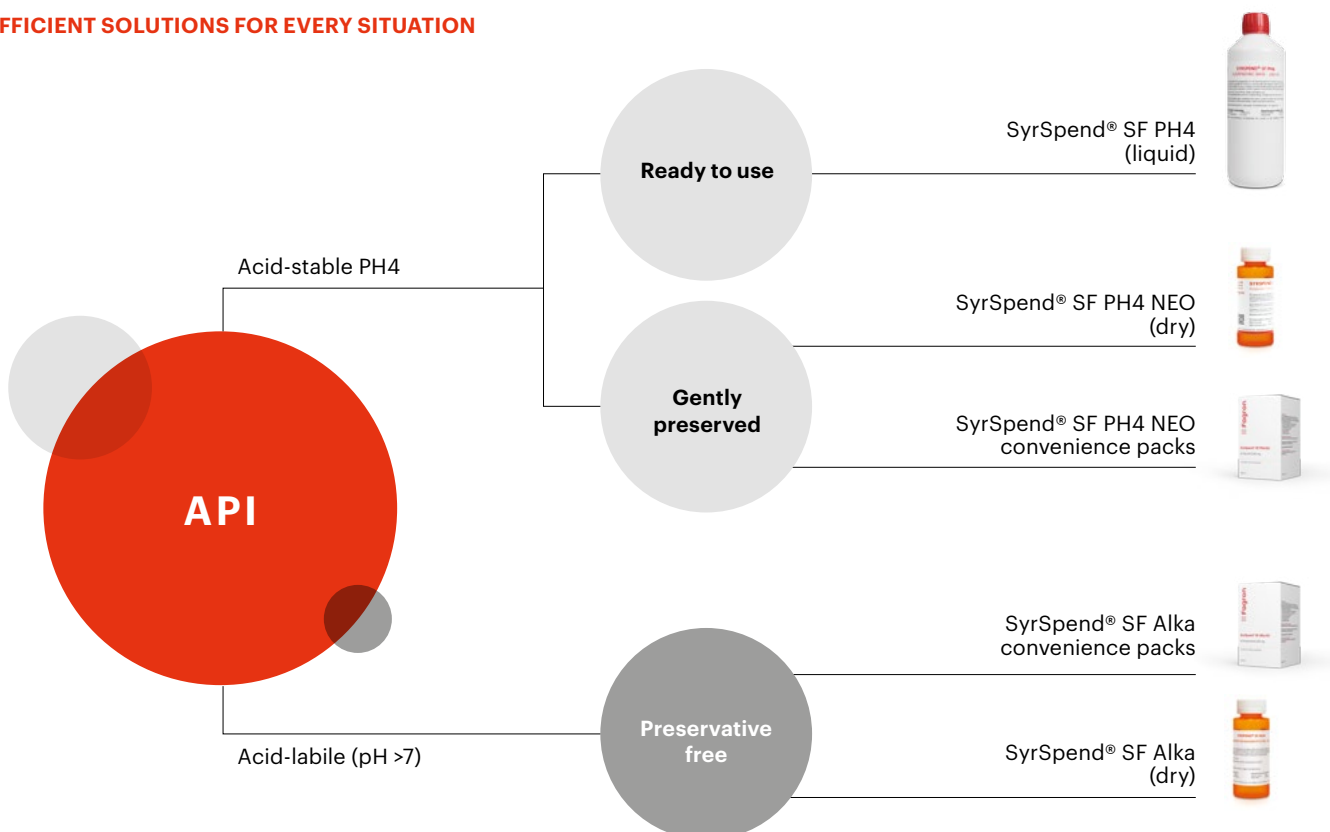 FFICIENT SOLUTIONS FOR EVERY SITUATION
SyrSpend® SF PH4
(liquid)
Ready to use
Acid-stable PH4
SyrSpend® SF PH4 NEO
(dry)
Gently
preserved
SyrSpend® SF PH4 NEO
convenience packs
Fagron
API
SyrSpend® SF Alka
convenience packs
Fagron
Preservative
free
Acid-labile (pH >7)
SyrSpend® SF Alka
(dry)